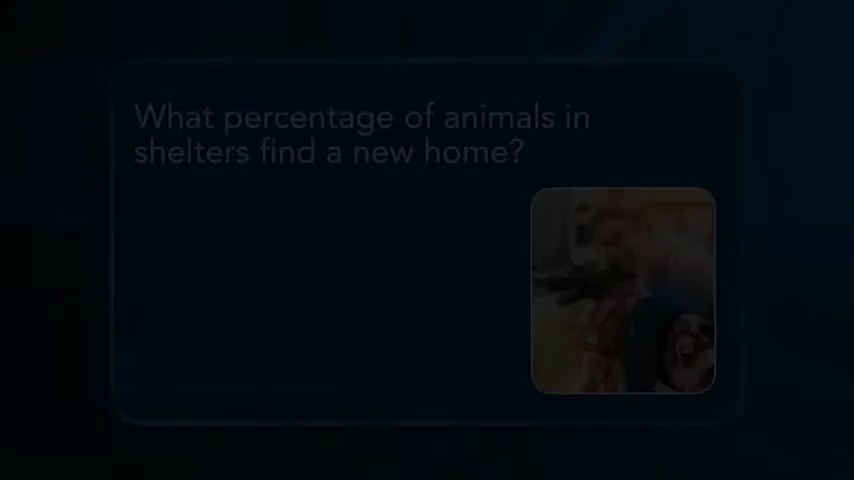 What percentage of animals in
shelters find a new home?